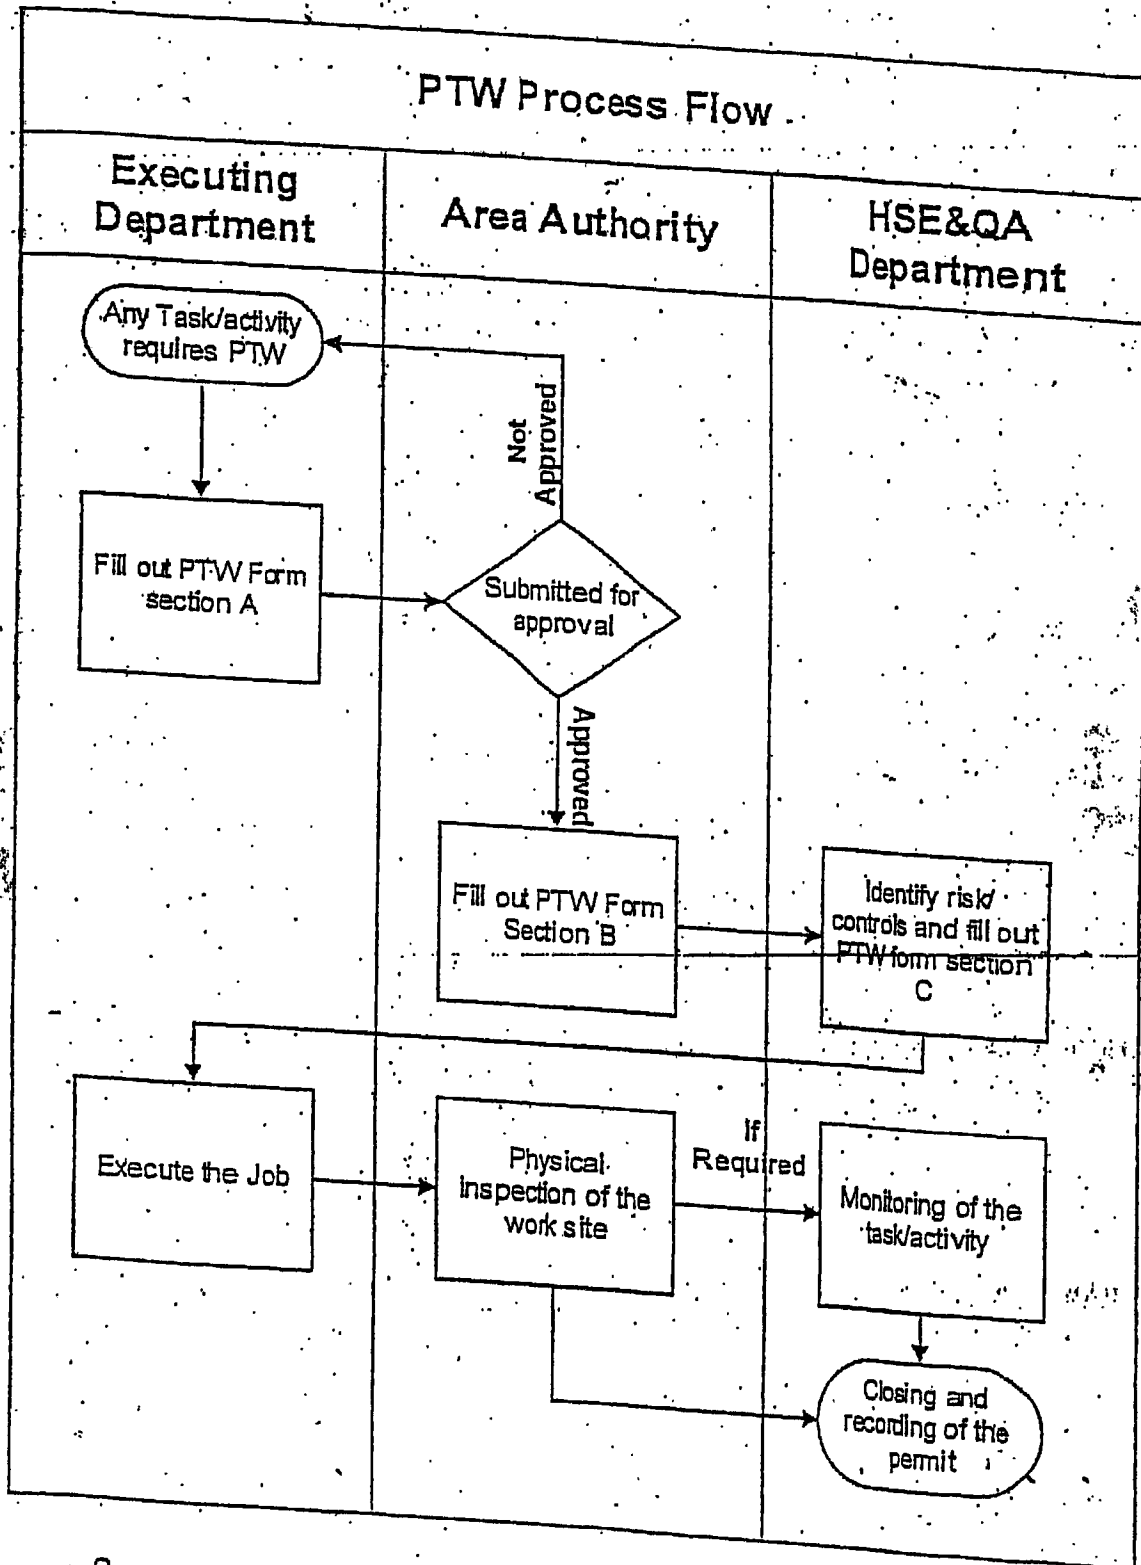 PTW Process Flow
Executing
Department
Area Authority
HSE&QA
Department
Any Task/activity
requires PTW
Not
Approved
Fill out PTW Form
section A
Submitted for
approval
Approved
Fill out PTW Form
Section B
Identify risk/
controls and fill out
PTW form section
C
Execute the Job
Physical
Inspection of the
work site
If
Required
Monitoring of the
task/activity
Closing and
recording of the
permit